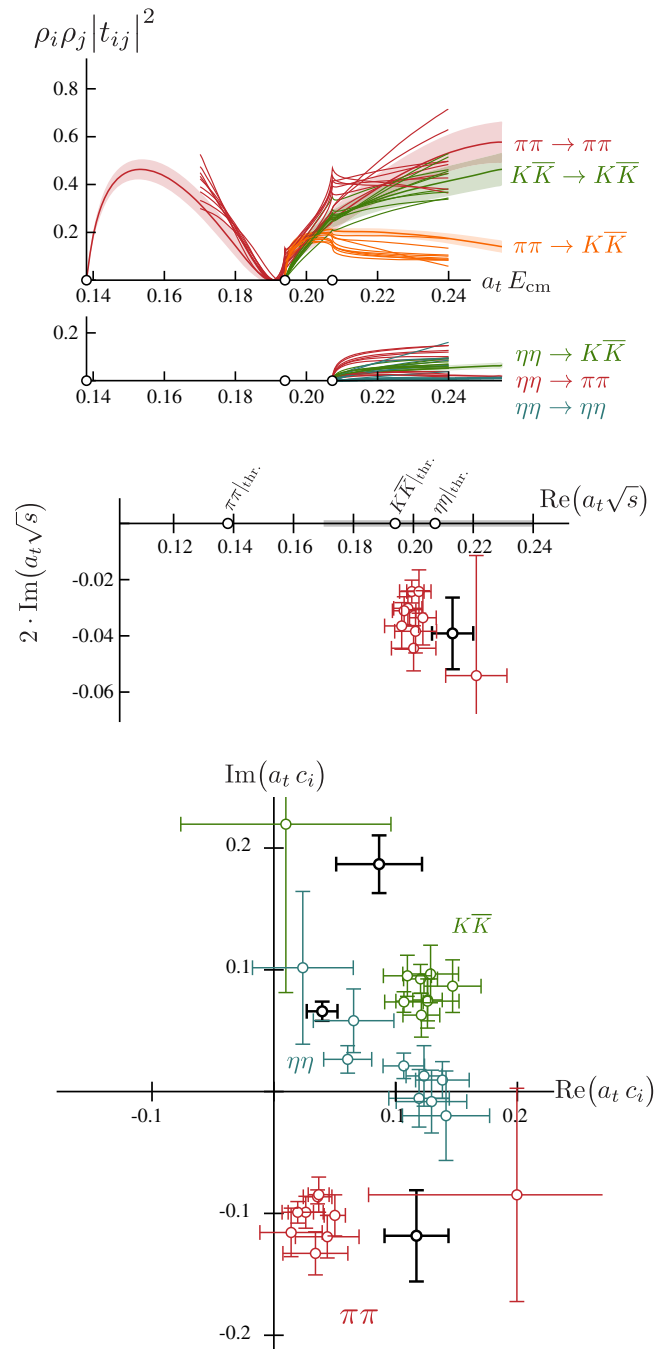 ρᵢρⱼ|tᵢⱼ|²
0.8
0.6
ππ → ππ
0.4
KK̅ → KK̅
0.2
ππ → KK̅
0.14 0.16 0.18 0.20 0.22 0.24 aₜ E_cm
0.2
ηη → KK̅
ηη → ππ
0.14 0.16 0.18 0.20 0.22 0.24
ηη → ηη
ππ|thr. KK̅|thr. ηη|thr. Re(aₜ√s)
0.12 0.14 0.16 0.18 0.20 0.22 0.24
2 · Im(aₜ√s)
-0.02
-0.04
-0.06
Im(aₜ cᵢ)
0.2
KK̅
0.1
ηη
Re(aₜ cᵢ)
-0.1 0.1 0.2
-0.1
ππ
-0.2